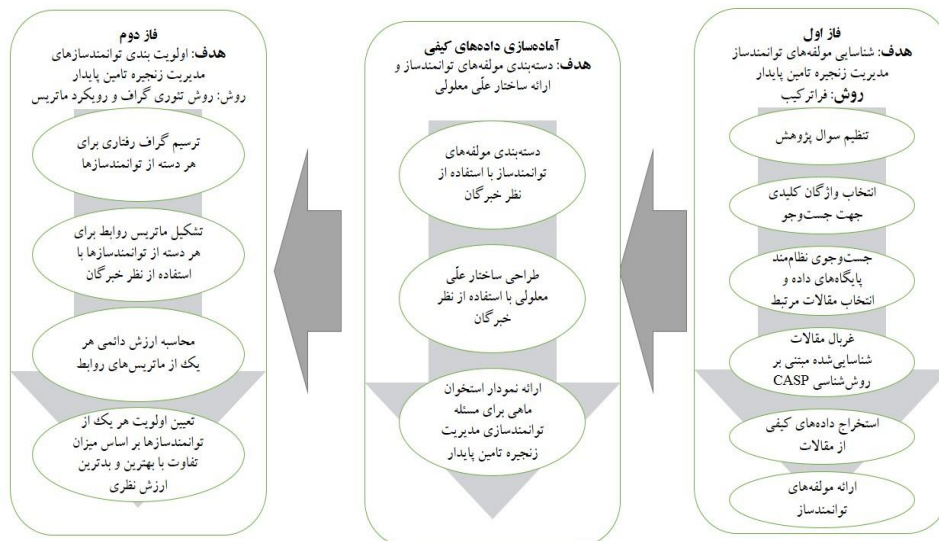 فاز اول
هدف: شناسایی مولفه‌های توانمندساز
مدیریت زنجیره تامین پایدار
روش: فراترکیب
تنظیم سوال پژوهش
انتخاب واژگان کلیدی
جهت جست‌وجو
جست‌وجوی نظام‌مند
پایگاه‌های داده و
انتخاب مقالات مرتبط
غربال مقالات
شناسایی‌شده مبتنی بر
روش‌شناسی CASP
استخراج داده‌های کیفی
از مقالات
ارائه مولفه‌های
توانمندساز
آماده‌سازی داده‌های کیفی
هدف: دسته‌بندی مولفه‌های توانمندساز و
ارائه ساختار علّی معلولی
دسته‌بندی مولفه‌های
توانمندساز با استفاده از
نظر خبرگان
طراحی ساختار علّی
معلولی با استفاده از نظر
خبرگان
ارائه نمودار استخوان
ماهی برای مسئله
توانمندسازی مدیریت
زنجیره تامین پایدار
فاز دوم
هدف: اولویت بندی توانمندسازهای
مدیریت زنجیره تامین پایدار
روش: روش تئوری گراف و رویکرد ماتریس
ترسیم گراف رفتاری برای
هر دسته از توانمندسازها
تشکیل ماتریس روابط برای
هر دسته از توانمندسازها با
استفاده از نظر خبرگان
محاسبه ارزش دائمی هر
یک از ماتریس‌های روابط
تعیین اولویت هر یک از
توانمندسازها بر اساس میزان
تفاوت با بهترین و بدترین
ارزش نظری